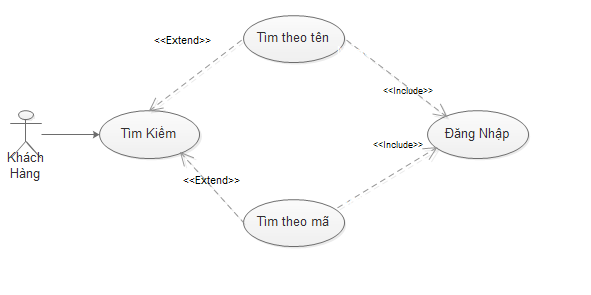 Tìm theo tên
<<Extend>>
<<Include>>
Tìm Kiếm
Đăng Nhập
<<Include>>
Khách
Hàng
<<Extend>>
Tìm theo mã